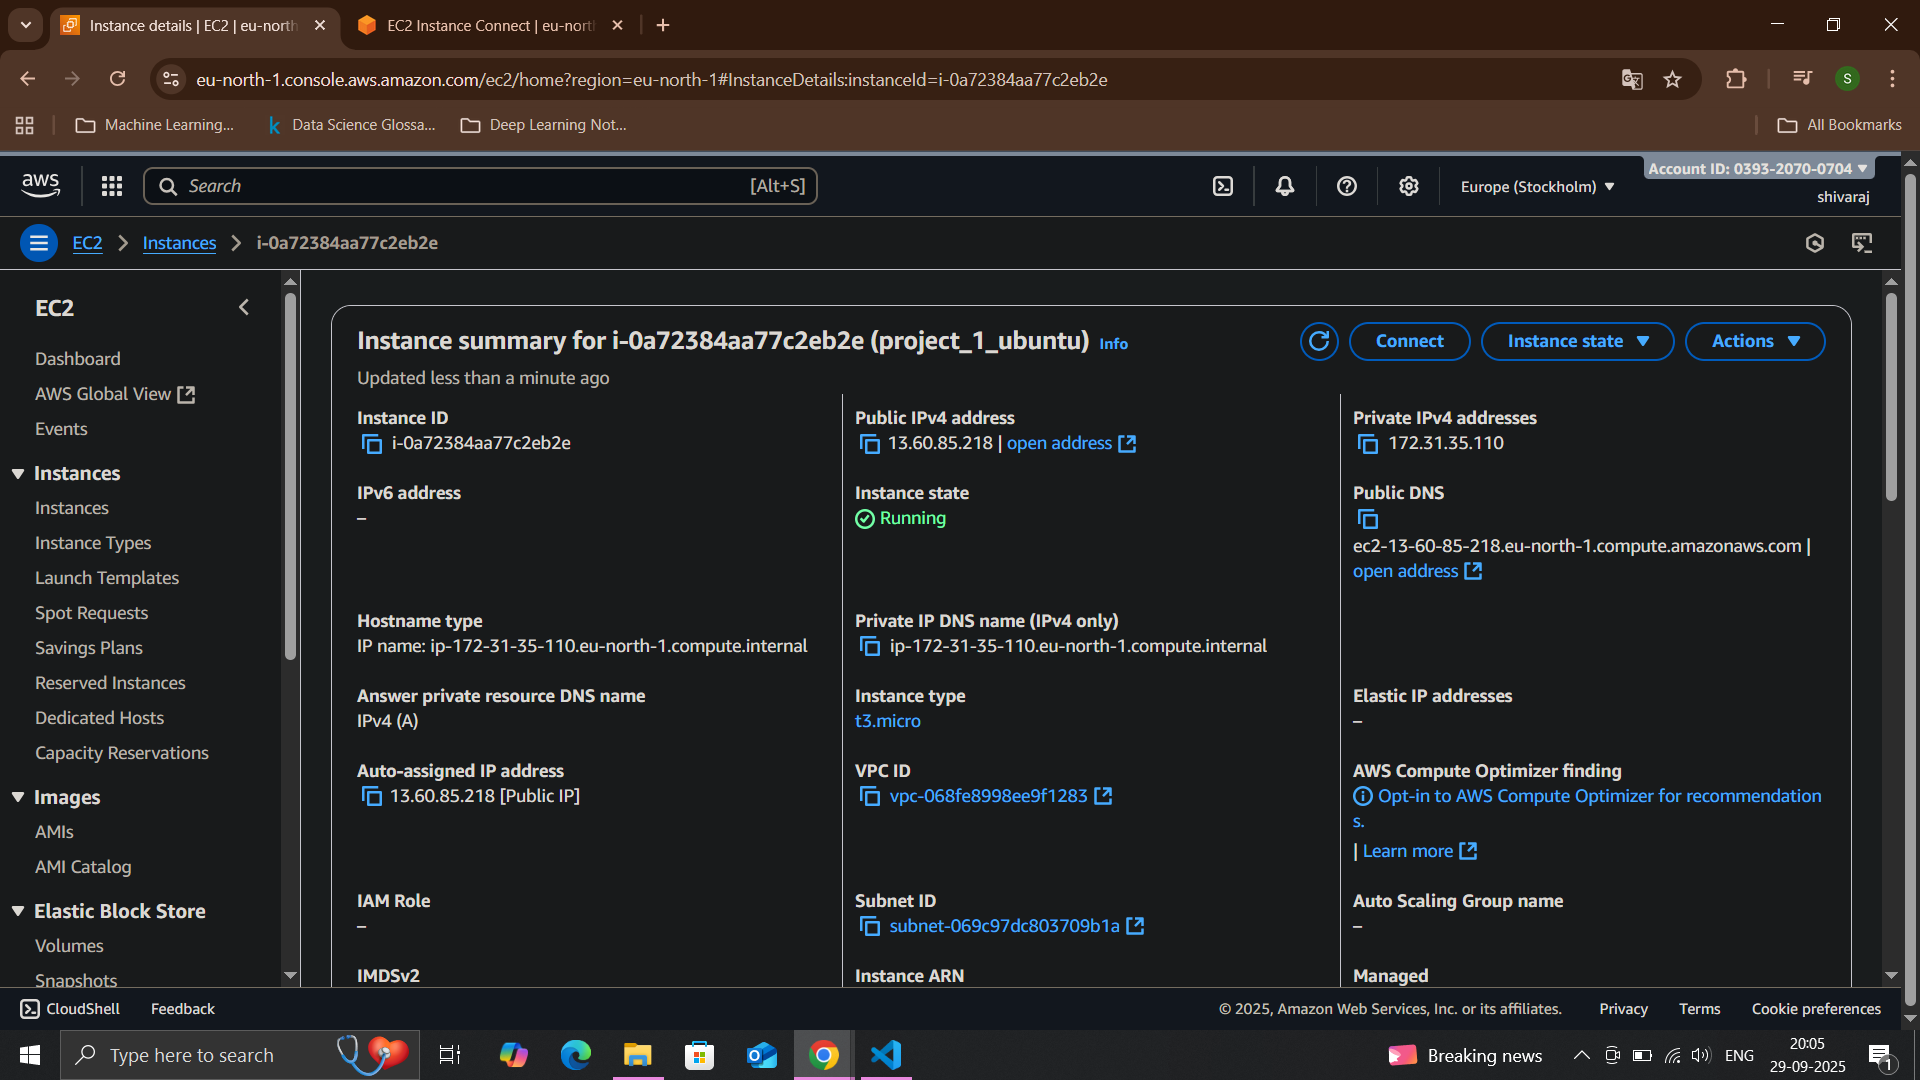 Instance details | EC2 | eu-north
EC2 Instance Connect | eu-nort
eu-north-1.console.aws.amazon.com/ec2/home?region=eu-north-1#InstanceDetails:instanceId=i-0a72384aa77c2eb2e
S
Machine Learning...
Data Science Glossa...
Deep Learning Not...
All Bookmarks
aws
Search
[Alt+S]
Europe (Stockholm)
Account ID: 0393-2070-0704
shivaraj
EC2
Instances
i-0a72384aa77c2eb2e
EC2
Dashboard
AWS Global View
Events
Instances
Instances
Instance Types
Launch Templates
Spot Requests
Savings Plans
Reserved Instances
Dedicated Hosts
Capacity Reservations
Images
AMIs
AMI Catalog
Elastic Block Store
Volumes
Snapshots
Instance summary for i-0a72384aa77c2eb2e (project_1_ubuntu) Info
Connect
Instance state
Actions
Updated less than a minute ago
Instance ID
i-0a72384aa77c2eb2e
Public IPv4 address
13.60.85.218 | open address
Private IPv4 addresses
172.31.35.110
IPv6 address
–
Instance state
Running
Public DNS
ec2-13-60-85-218.eu-north-1.compute.amazonaws.com |
open address
Hostname type
IP name: ip-172-31-35-110.eu-north-1.compute.internal
Private IP DNS name (IPv4 only)
ip-172-31-35-110.eu-north-1.compute.internal
Answer private resource DNS name
IPv4 (A)
Instance type
t3.micro
Elastic IP addresses
–
Auto-assigned IP address
13.60.85.218 [Public IP]
VPC ID
vpc-068fe8998ee9f1283
AWS Compute Optimizer finding
Opt-in to AWS Compute Optimizer for recommendation
s.
| Learn more
IAM Role
–
Subnet ID
subnet-069c97dc803709b1a
Auto Scaling Group name
–
IMDSv2
Instance ARN
Managed
CloudShell
Feedback
© 2025, Amazon Web Services, Inc. or its affiliates.
Privacy
Terms
Cookie preferences
Type here to search
Breaking news
ENG
20:05
29-09-2025
1